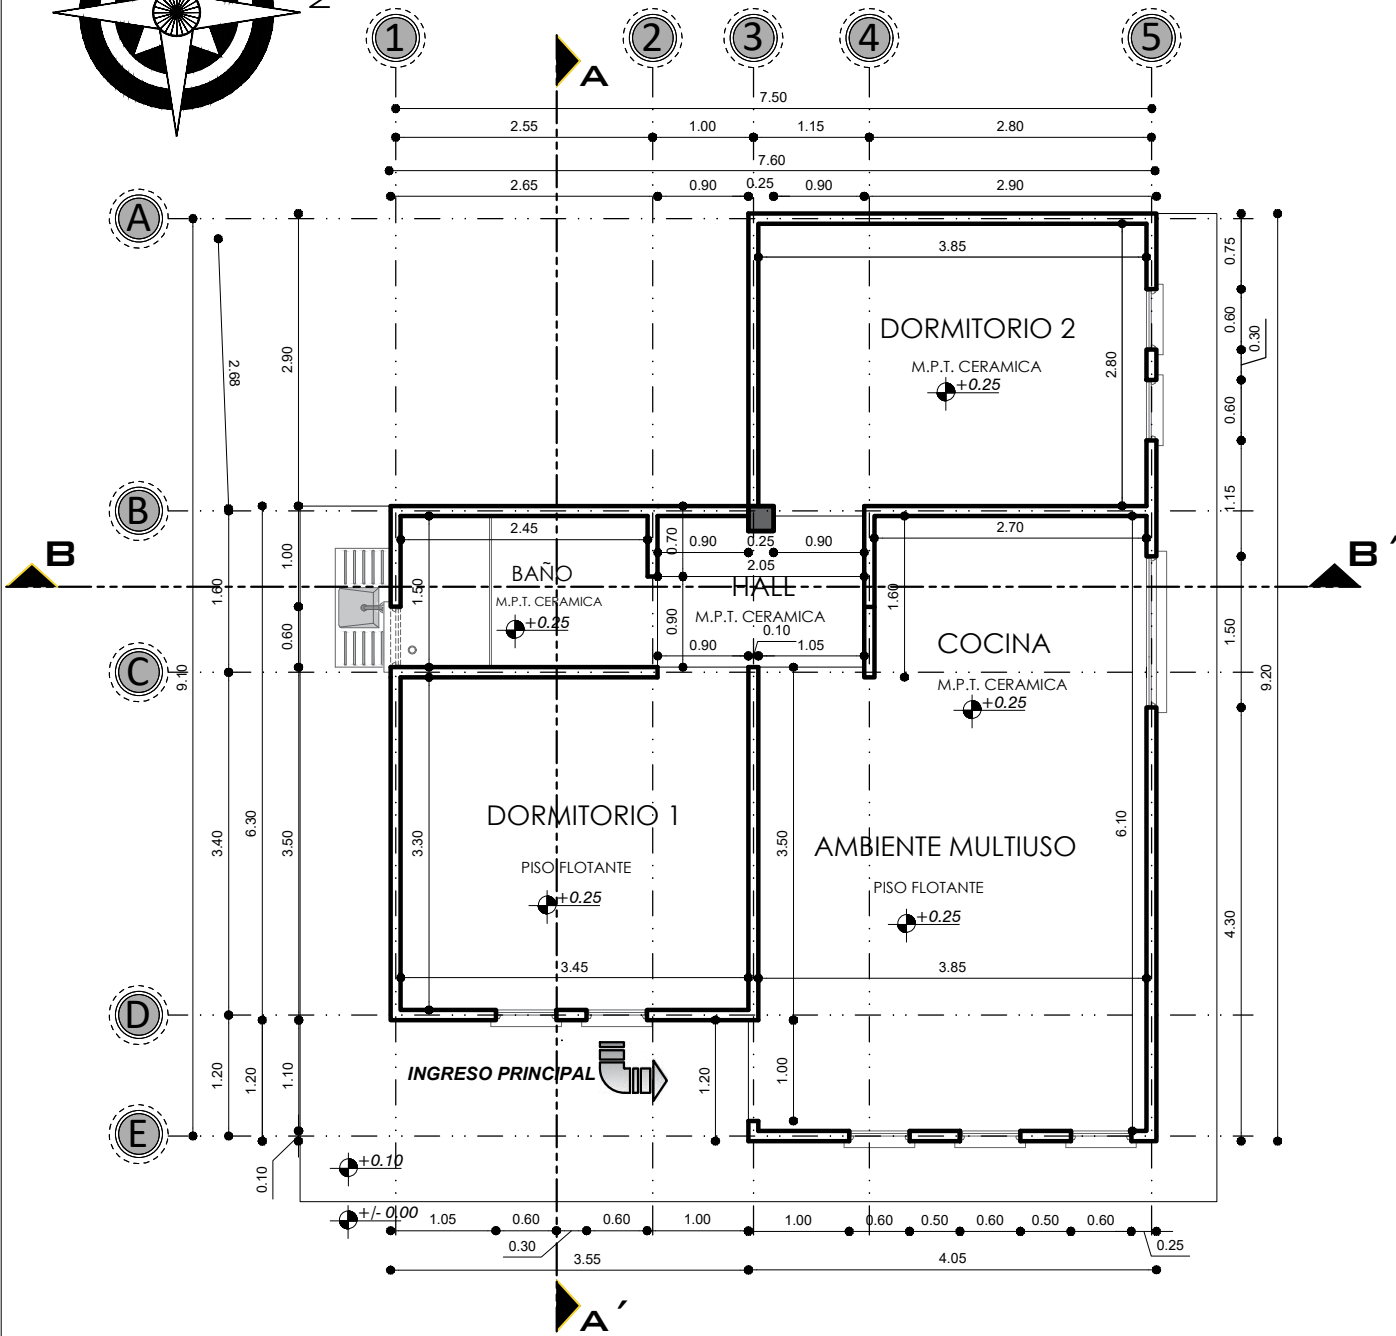 N
1 2 3 4 5
A
7.50
2.55 1.00 1.15 2.80
7.60
2.65 0.90 0.25 0.90 2.90
A
3.85
0.75
2.90
2.68
DORMITORIO 2
M.P.T. CERAMICA
+0.25
2.80
0.60
0.30
0.60
B
1.15
2.45
0.70
0.90 0.25 0.90
2.70
B
B´
1.00
1.60
1.50
BAÑO
M.P.T. CERAMICA
+0.25
2.05
HALL
M.P.T. CERAMICA
0.90
0.10
0.90 1.05
1.60
COCINA
M.P.T. CERAMICA
+0.25
1.50
0.60
C
9.10
9.20
3.40
6.30
3.50
3.30
DORMITORIO 1
PISO FLOTANTE
+0.25
3.45
3.50
AMBIENTE MULTIUSO
PISO FLOTANTE
+0.25
3.85
6.10
4.30
D
1.20
1.20
1.10
INGRESO PRINCIPAL
1.20
1.00
E
0.10
+0.10
+/- 0.00
1.05 0.60 0.60 1.00 1.00 0.60 0.50 0.60 0.50 0.60
0.30
0.25
3.55 4.05
A´